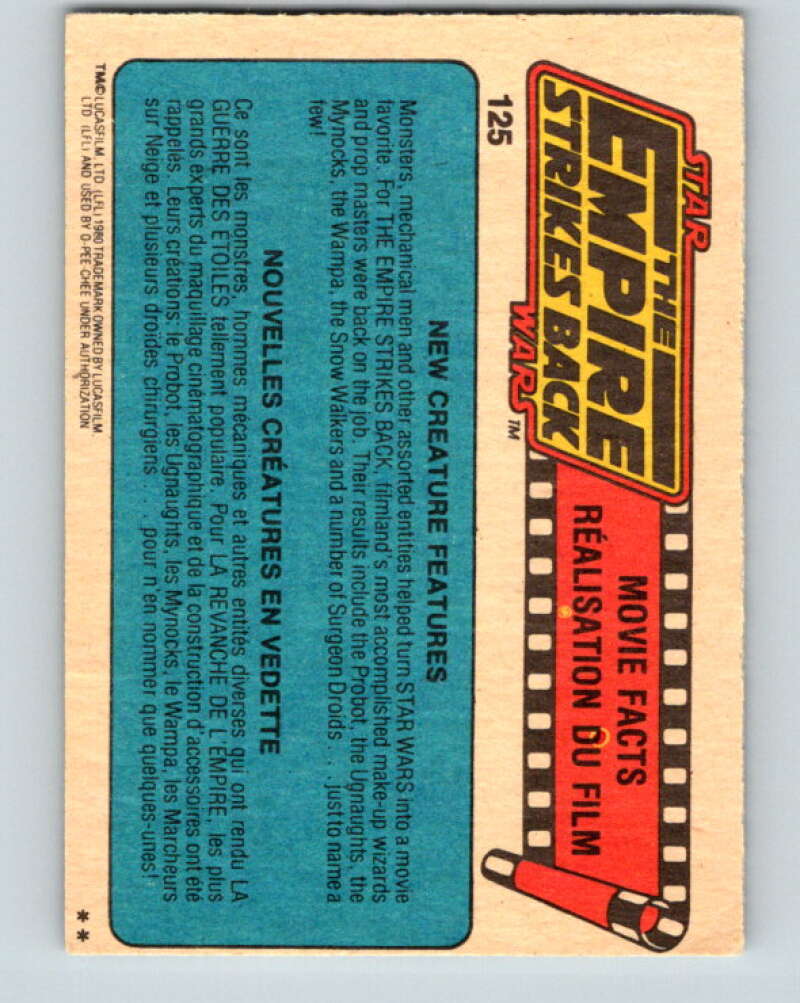 STAR
THE
EMPIRE
STRIKES BACK
WARS™
MOVIE FACTS
RÉALISATION DU FILM
125
NEW CREATURE FEATURES
Monsters, mechanical men and other assorted entities helped turn STAR WARS into a movie
favorite. For THE EMPIRE STRIKES BACK, filmland's most accomplished make-up wizards
and prop masters were back on the job. Their results include the Probot, the Ugnaughts, the
Mynocks, the Wampa, the Snow Walkers and a number of Surgeon Droids . . . just to name a
few!
NOUVELLES CRÉATURES EN VEDETTE
Ce sont les monstres, hommes mécaniques et autres entités diverses qui ont rendu LA
GUERRE DES ÉTOILES tellement populaire. Pour LA REVANCHE DE L'EMPIRE, les plus
grands experts du maquillage cinématographique et de la construction d'accessoires ont été
rappelés. Leurs créations: le Probot, les Ugnaughts, les Mynocks, le Wampa, les Marcheurs
sur Neige et plusieurs droïdes chirurgiens . . . pour n'en nommer que quelques-unes!
TM© LUCASFILM, LTD. (LFL) 1980 TRADEMARK OWNED BY LUCASFILM,
LTD. (LFL) AND USED BY O-PEE-CHEE UNDER AUTHORIZATION.
* *